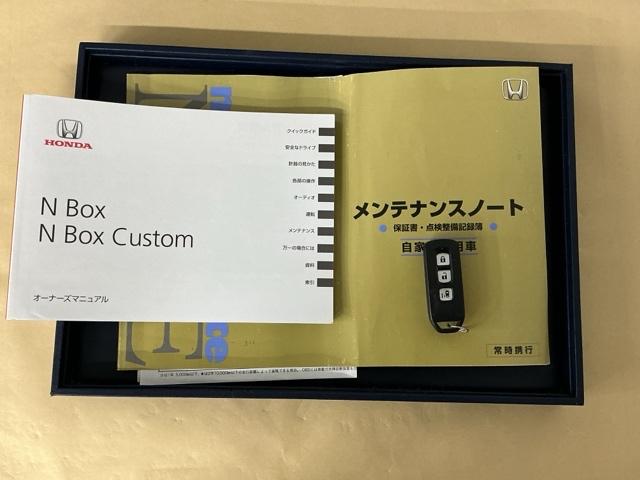 HONDA
N Box
N Box Custom
オーナーズマニュアル
クイックガイド
安全なドライブ
計器の見かた
各部の操作
オーディオ
運転
メンテナンス
万一の場合には
資料
索引
メンテナンスノート
保証書・点検整備記録簿
自家 用車
常時携行